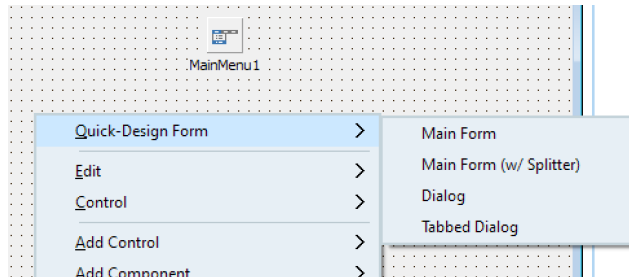 MainMenu1
Quick-Design Form
Main Form
Main Form (w/ Splitter)
Edit
Control
Dialog
Tabbed Dialog
Add Control
Add Component